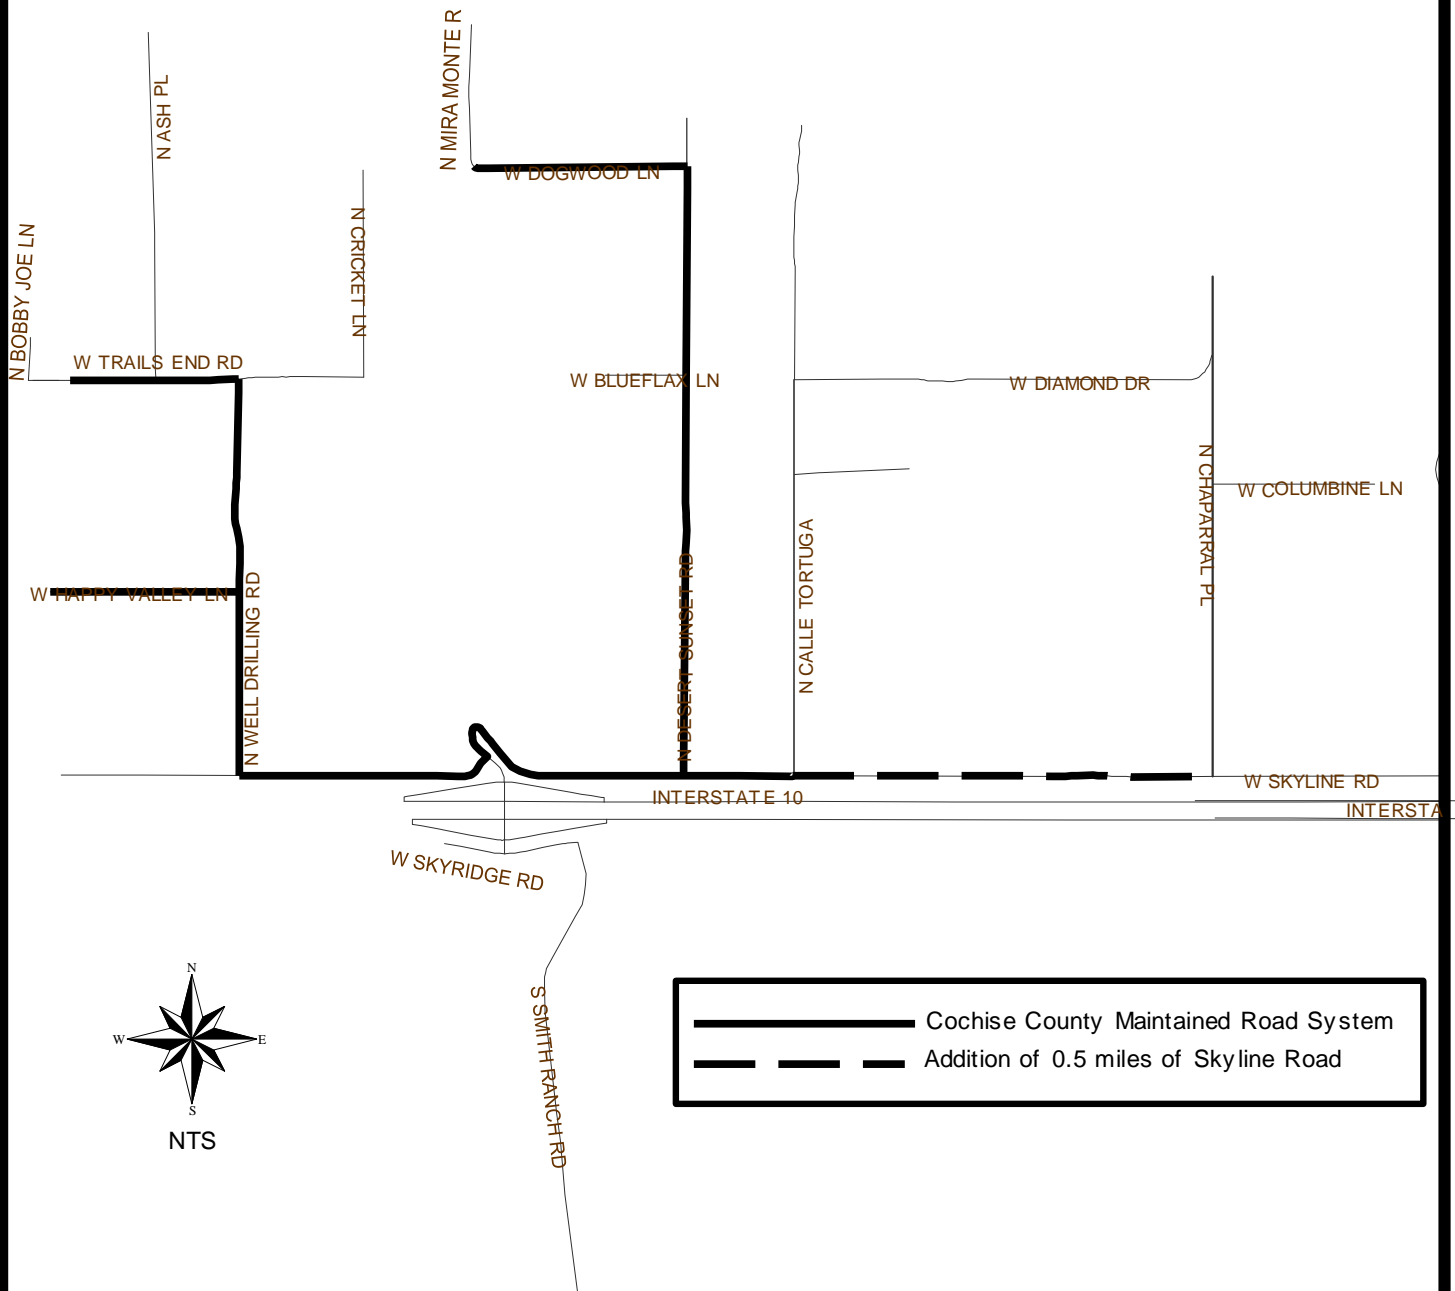 N MIRA MONTE R
N ASH PL
W DOGWOOD LN
N CRICKET LN
N BOBBY JOE LN
W TRAILS END RD
W BLUEFLAX LN
W DIAMOND DR
N CHAPARRAL PL
W COLUMBINE LN
N CALLE TORTUGA
N DESERT SUNSET RD
W HAPPY VALLEY LN
N WELL DRILLING RD
W SKYLINE RD
INTERSTATE 10
INTERSTA
W SKYRIDGE RD
S SMITH RANCH RD
N
W E
S
NTS
Cochise County Maintained Road System
Addition of 0.5 miles of Skyline Road